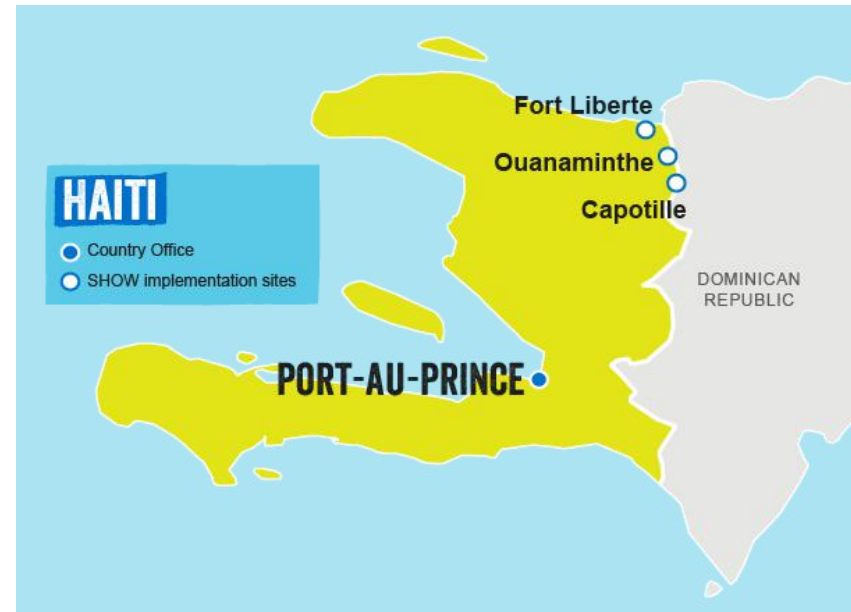 Fort Liberte
Ouanaminthe
Capotille
HAITI
Country Office
SHOW implementation sites
DOMINICAN
REPUBLIC
PORT-AU-PRINCE